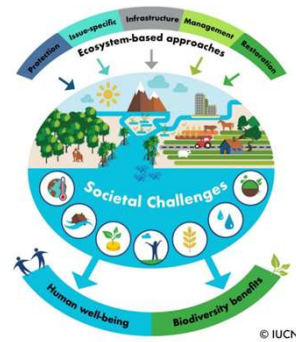 Protection
Issue-specific
Infrastructure
Management
Restoration
Ecosystem-based approaches
Societal Challenges
Human well-being
Biodiversity benefits
© IUCN